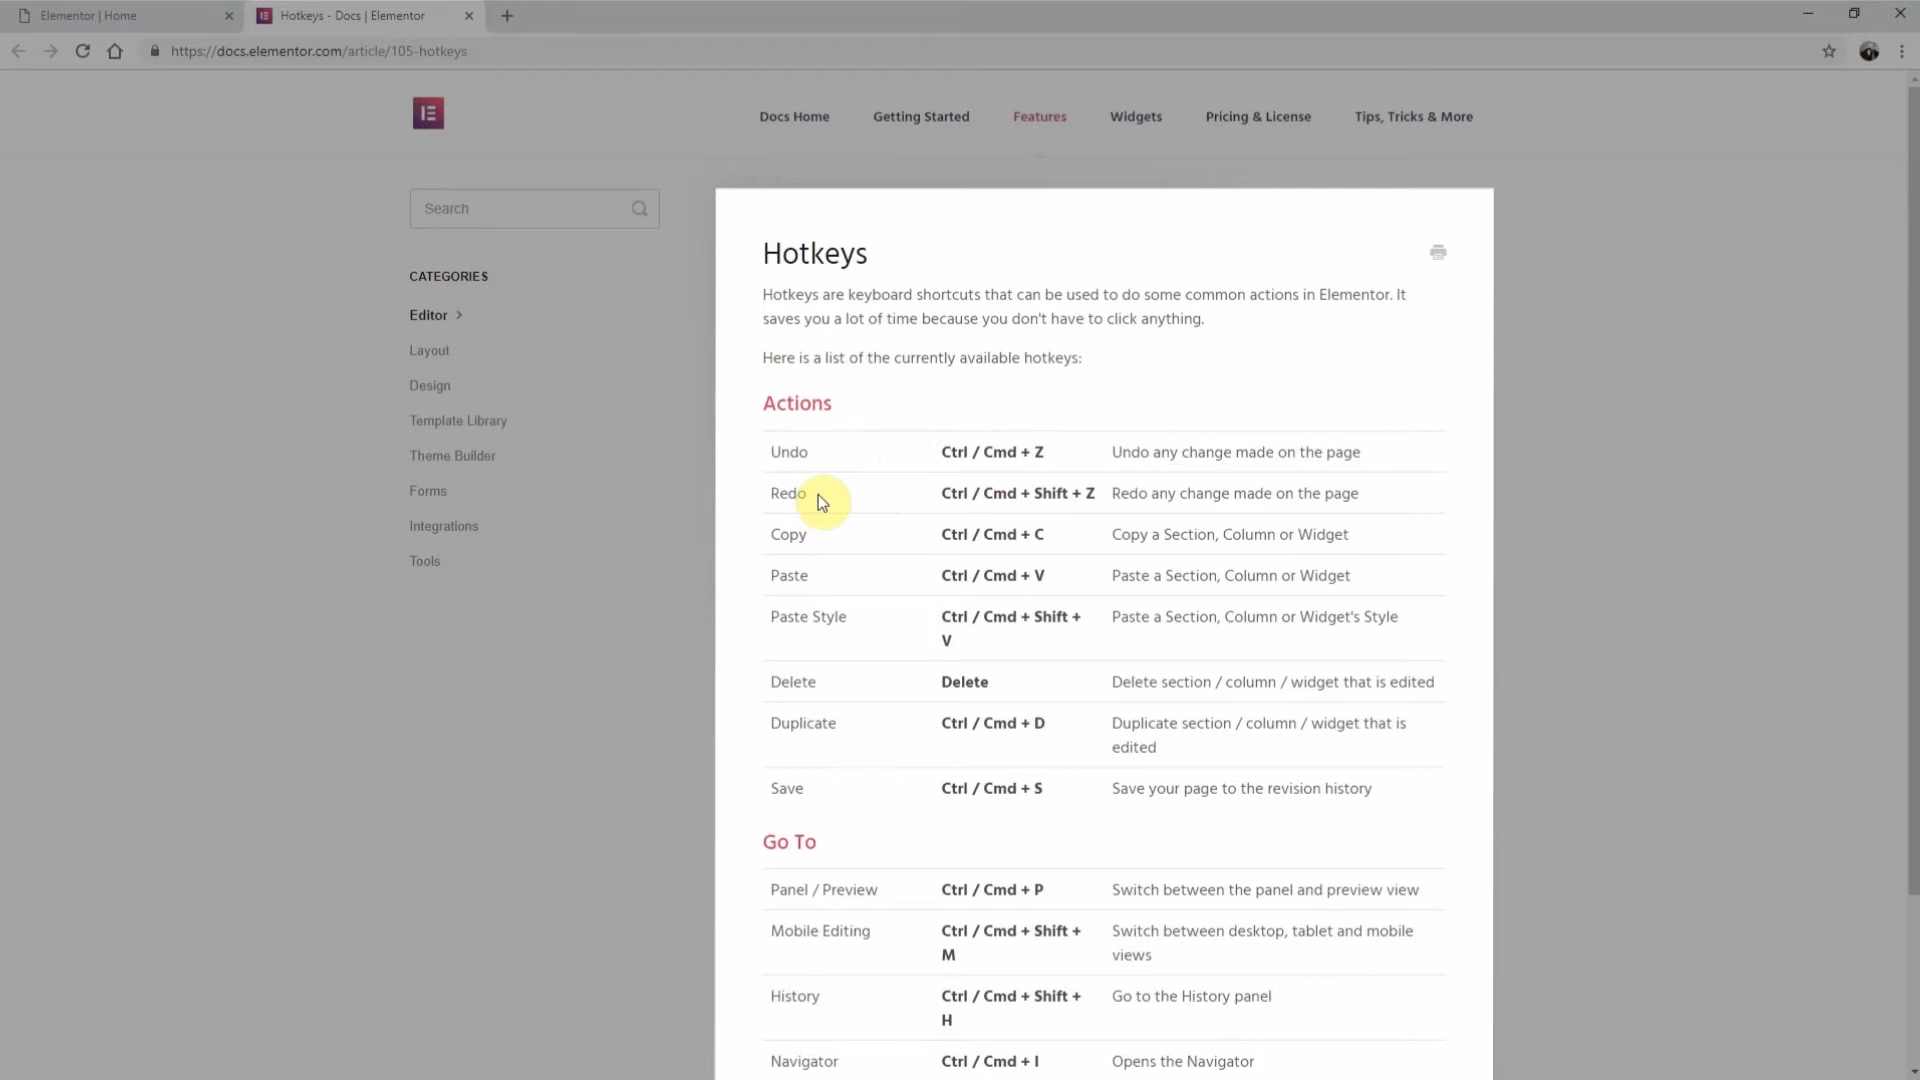 Elementor | Home
Hotkeys - Docs | Elementor
https://docs.elementor.com/article/105-hotkeys
Docs Home Getting Started Features Widgets Pricing & License Tips, Tricks & More
Search
CATEGORIES
Editor
Layout
Design
Template Library
Theme Builder
Forms
Integrations
Tools
Hotkeys
Hotkeys are keyboard shortcuts that can be used to do some common actions in Elementor. It
saves you a lot of time because you don't have to click anything.
Here is a list of the currently available hotkeys:
Actions
Undo Ctrl / Cmd + Z Undo any change made on the page
Redo Ctrl / Cmd + Shift + Z Redo any change made on the page
Copy Ctrl / Cmd + C Copy a Section, Column or Widget
Paste Ctrl / Cmd + V Paste a Section, Column or Widget
Paste Style Ctrl / Cmd + Shift + Paste a Section, Column or Widget's Style
V
Delete Delete Delete section / column / widget that is edited
Duplicate Ctrl / Cmd + D Duplicate section / column / widget that is
edited
Save Ctrl / Cmd + S Save your page to the revision history
Go To
Panel / Preview Ctrl / Cmd + P Switch between the panel and preview view
Mobile Editing Ctrl / Cmd + Shift + Switch between desktop, tablet and mobile
M views
History Ctrl / Cmd + Shift + Go to the History panel
H
Navigator Ctrl / Cmd + I Opens the Navigator